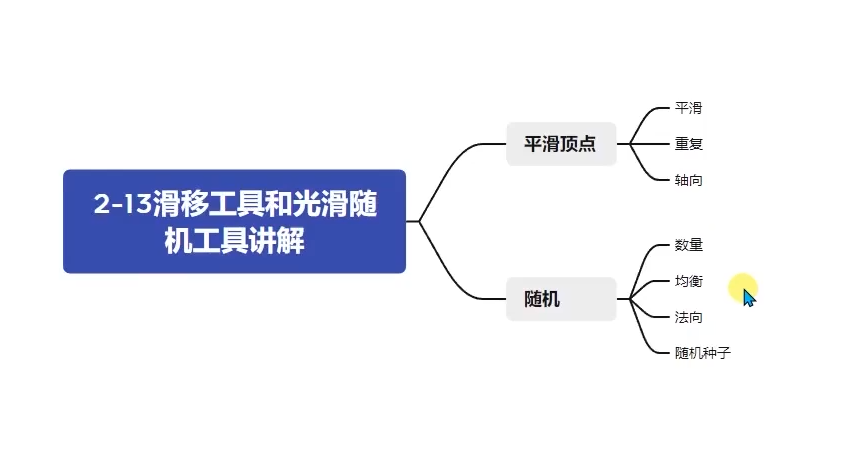 2-13滑移工具和光滑随
机工具讲解
平滑顶点
平滑
重复
轴向
随机
数量
均衡
法向
随机种子